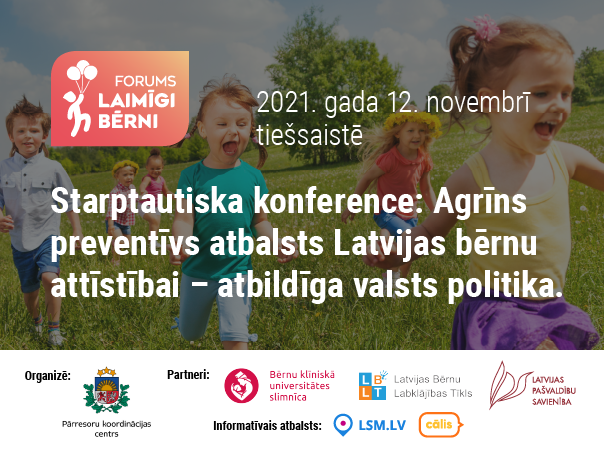 FORUMS
LAIMĪGI
BĒRNI
2021. gada 12. novembrī
tiešsaistē
Starptautiska konference: Agrīns
preventīvs atbalsts Latvijas bērnu
attīstībai – atbildīga valsts politika.
Organizē:
Pārresoru koordinācijas
centrs
Partneri:
Bērnu klīniskā
universitātes
slimnīca
LB
LT
Latvijas Bērnu
Labklājības Tīkls
LATVIJAS
PAŠVALDĪBU
SAVIENĪBA
Informatīvais atbalsts:
LSM.LV
cālis